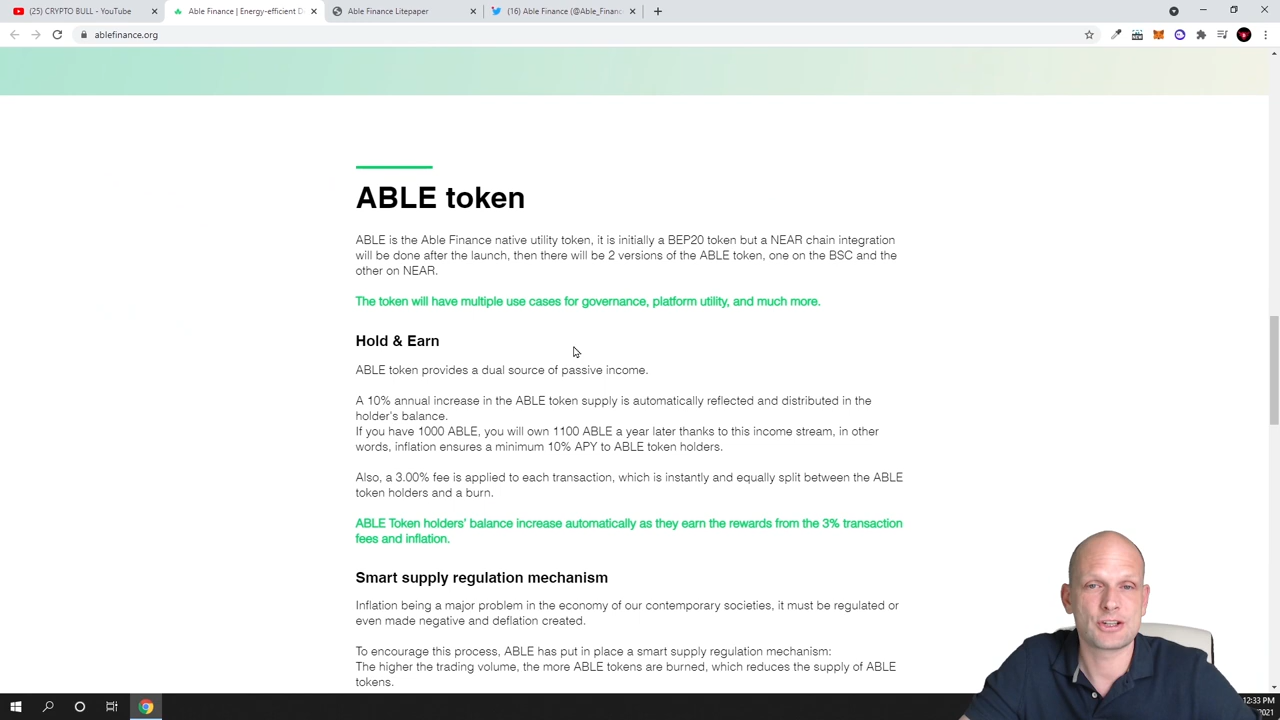 (25) CRYPTO BULL - YouTube
Able Finance | Energy-efficient D
Able Finance Litepaper
(16) Able Finance (@Able_Financ
ablefinance.org
ABLE token
ABLE is the Able Finance native utility token, it is initially a BEP20 token but a NEAR chain integration
will be done after the launch, then there will be 2 versions of the ABLE token, one on the BSC and the
other on NEAR.
The token will have multiple use cases for governance, platform utility, and much more.
Hold & Earn
ABLE token provides a dual source of passive income.
A 10% annual increase in the ABLE token supply is automatically reflected and distributed in the
holder's balance.
If you have 1000 ABLE, you will own 1100 ABLE a year later thanks to this income stream, in other
words, inflation ensures a minimum 10% APY to ABLE token holders.
Also, a 3.00% fee is applied to each transaction, which is instantly and equally split between the ABLE
token holders and a burn.
ABLE Token holders' balance increase automatically as they earn the rewards from the 3% transaction
fees and inflation.
Smart supply regulation mechanism
Inflation being a major problem in the economy of our contemporary societies, it must be regulated or
even made negative and deflation created.
To encourage this process, ABLE has put in place a smart supply regulation mechanism:
The higher the trading volume, the more ABLE tokens are burned, which reduces the supply of ABLE
tokens.
12:33 PM
2021